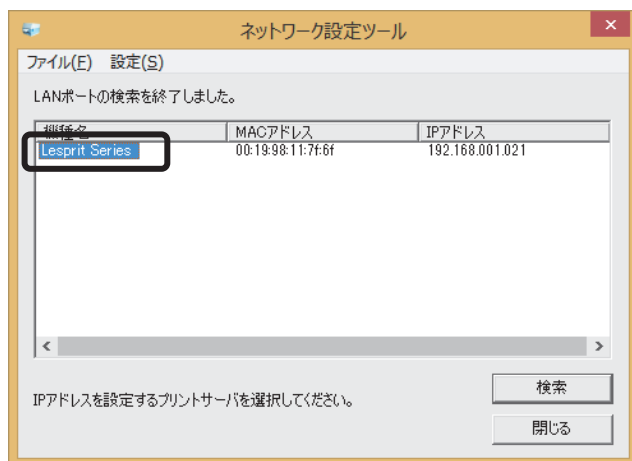 ネットワーク設定ツール
ファイル(F) 設定(S)
LANポートの検索を終了しました。
機種名 MACアドレス IPアドレス
Lesprit Series 00:19:98:11:7f:6f 192.168.001.021
検索
IPアドレスを設定するプリントサーバを選択してください。
閉じる